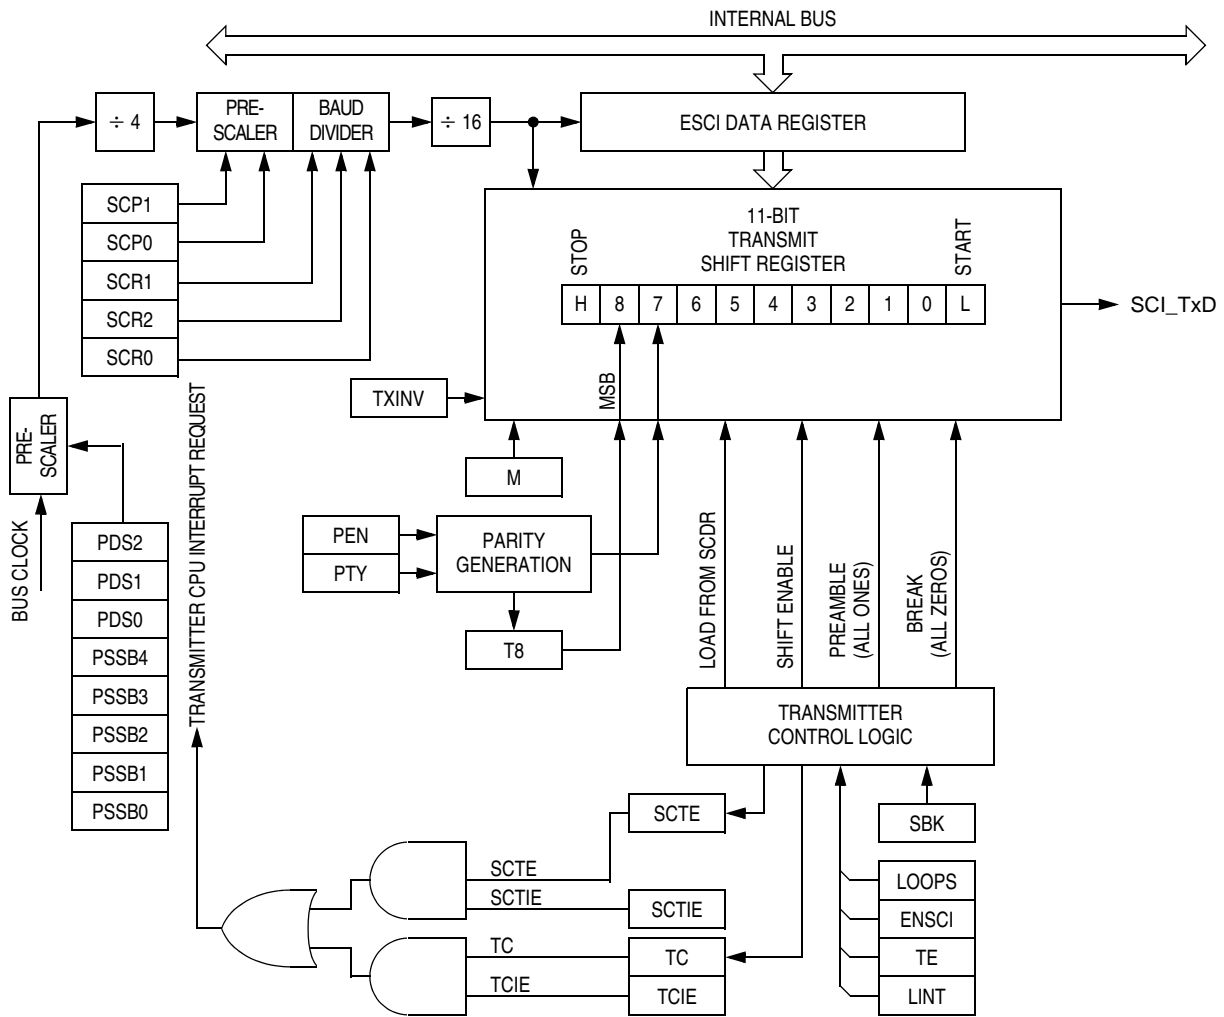 INTERNAL BUS
÷ 4
PRE-
SCALER
BAUD
DIVIDER
÷ 16
ESCI DATA REGISTER
SCP1
SCP0
SCR1
SCR2
SCR0
11-BIT
TRANSMIT
SHIFT REGISTER
STOP
START
H 8 7 6 5 4 3 2 1 0 L
SCI_TxD
TXINV
MSB
M
PRE-
SCALER
BUS CLOCK
TRANSMITTER CPU INTERRUPT REQUEST
PDS2
PDS1
PDS0
PSSB4
PSSB3
PSSB2
PSSB1
PSSB0
PEN
PTY
PARITY
GENERATION
T8
LOAD FROM SCDR
SHIFT ENABLE
PREAMBLE
(ALL ONES)
BREAK
(ALL ZEROS)
TRANSMITTER
CONTROL LOGIC
SCTE
SBK
SCTE
SCTIE
SCTIE
LOOPS
ENSCI
TE
LINT
TC
TC
TCIE
TCIE